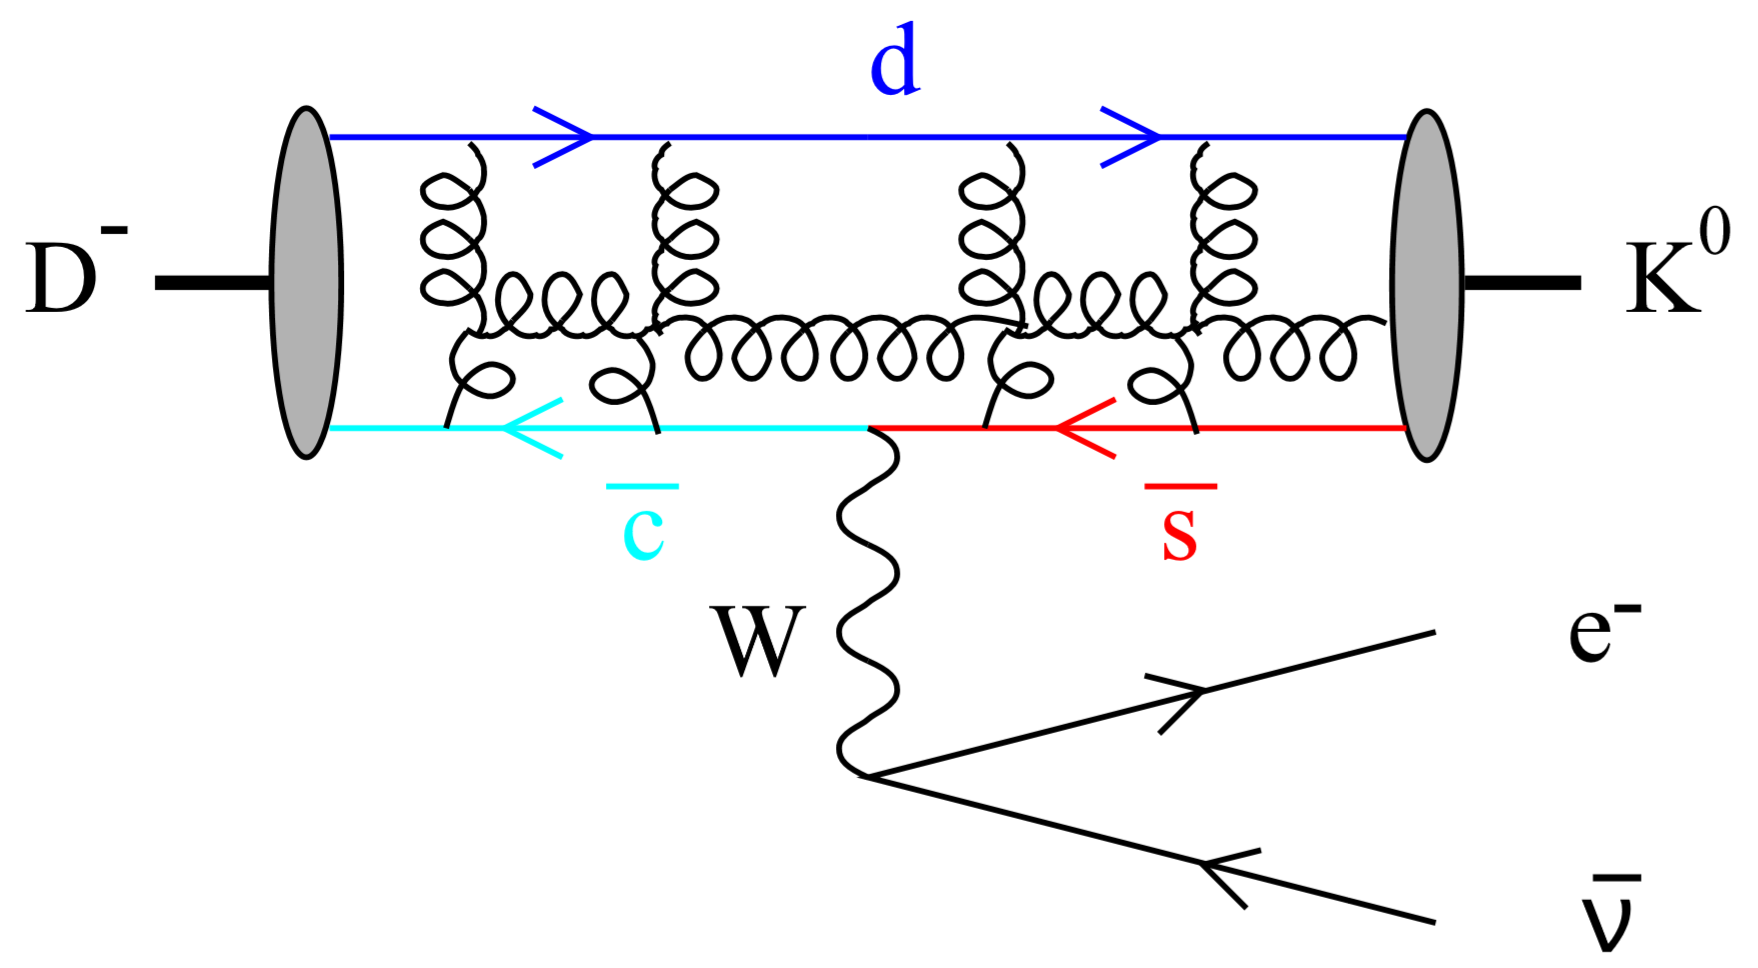 d
D⁻
K⁰
c̅
s̅
W
e⁻
ν̅